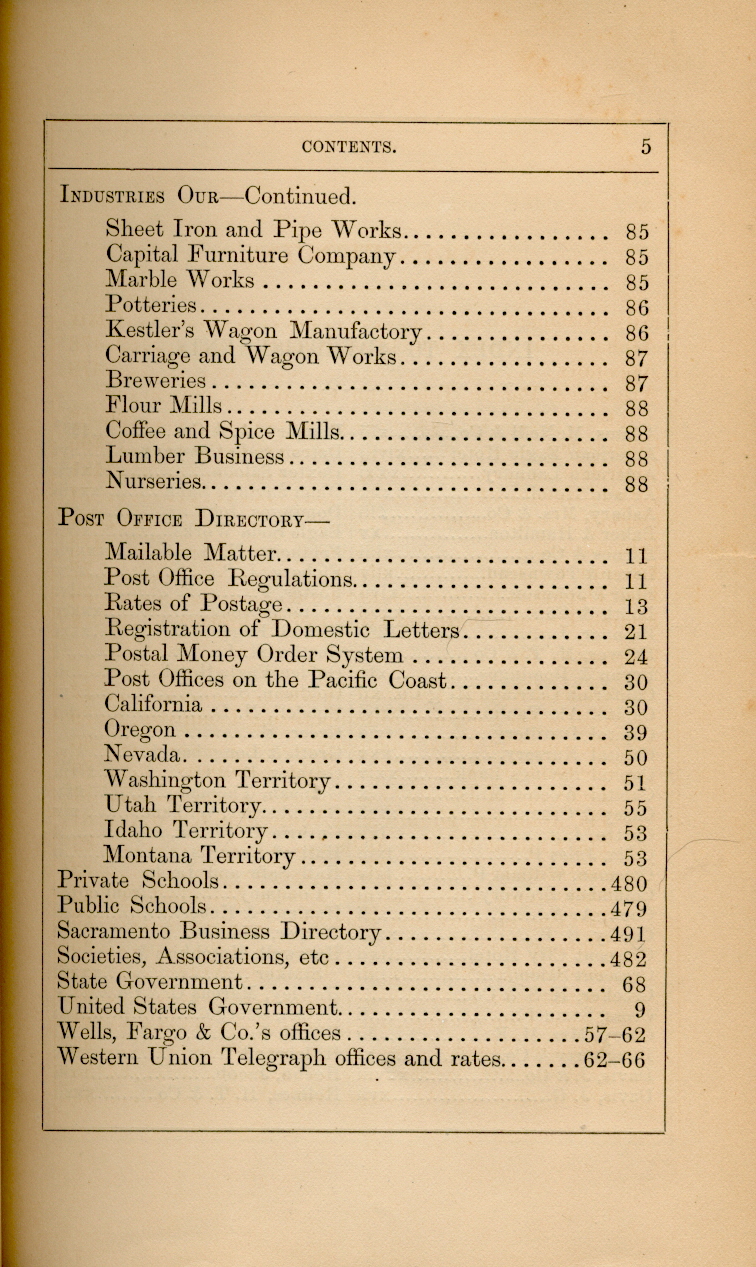 CONTENTS. 5
INDUSTRIES OUR—Continued.
Sheet Iron and Pipe Works................. 85
Capital Furniture Company................ 85
Marble Works ........................... 85
Potteries................................ 86
Kestler's Wagon Manufactory.............. 86
Carriage and Wagon Works................ 87
Breweries............................... 87
Flour Mills.............................. 88
Coffee and Spice Mills.................... 88
Lumber Business......................... 88
Nurseries................................ 88
POST OFFICE DIRECTORY—
Mailable Matter.......................... 11
Post Office Regulations................... 11
Rates of Postage......................... 13
Registration of Domestic Letters........... 21
Postal Money Order System .............. 24
Post Offices on the Pacific Coast............ 30
California ............................... 30
Oregon ................................. 39
Nevada................................. 50
Washington Territory..................... 51
Utah Territory........................... 55
Idaho Territory.......................... 53
Montana Territory........................ 53
Private Schools.............................480
Public Schools..............................479
Sacramento Business Directory................491
Societies, Associations, etc....................482
State Government........................... 68
United States Government.................... 9
Wells, Fargo & Co.'s offices....................57–62
Western Union Telegraph offices and rates.......62–66